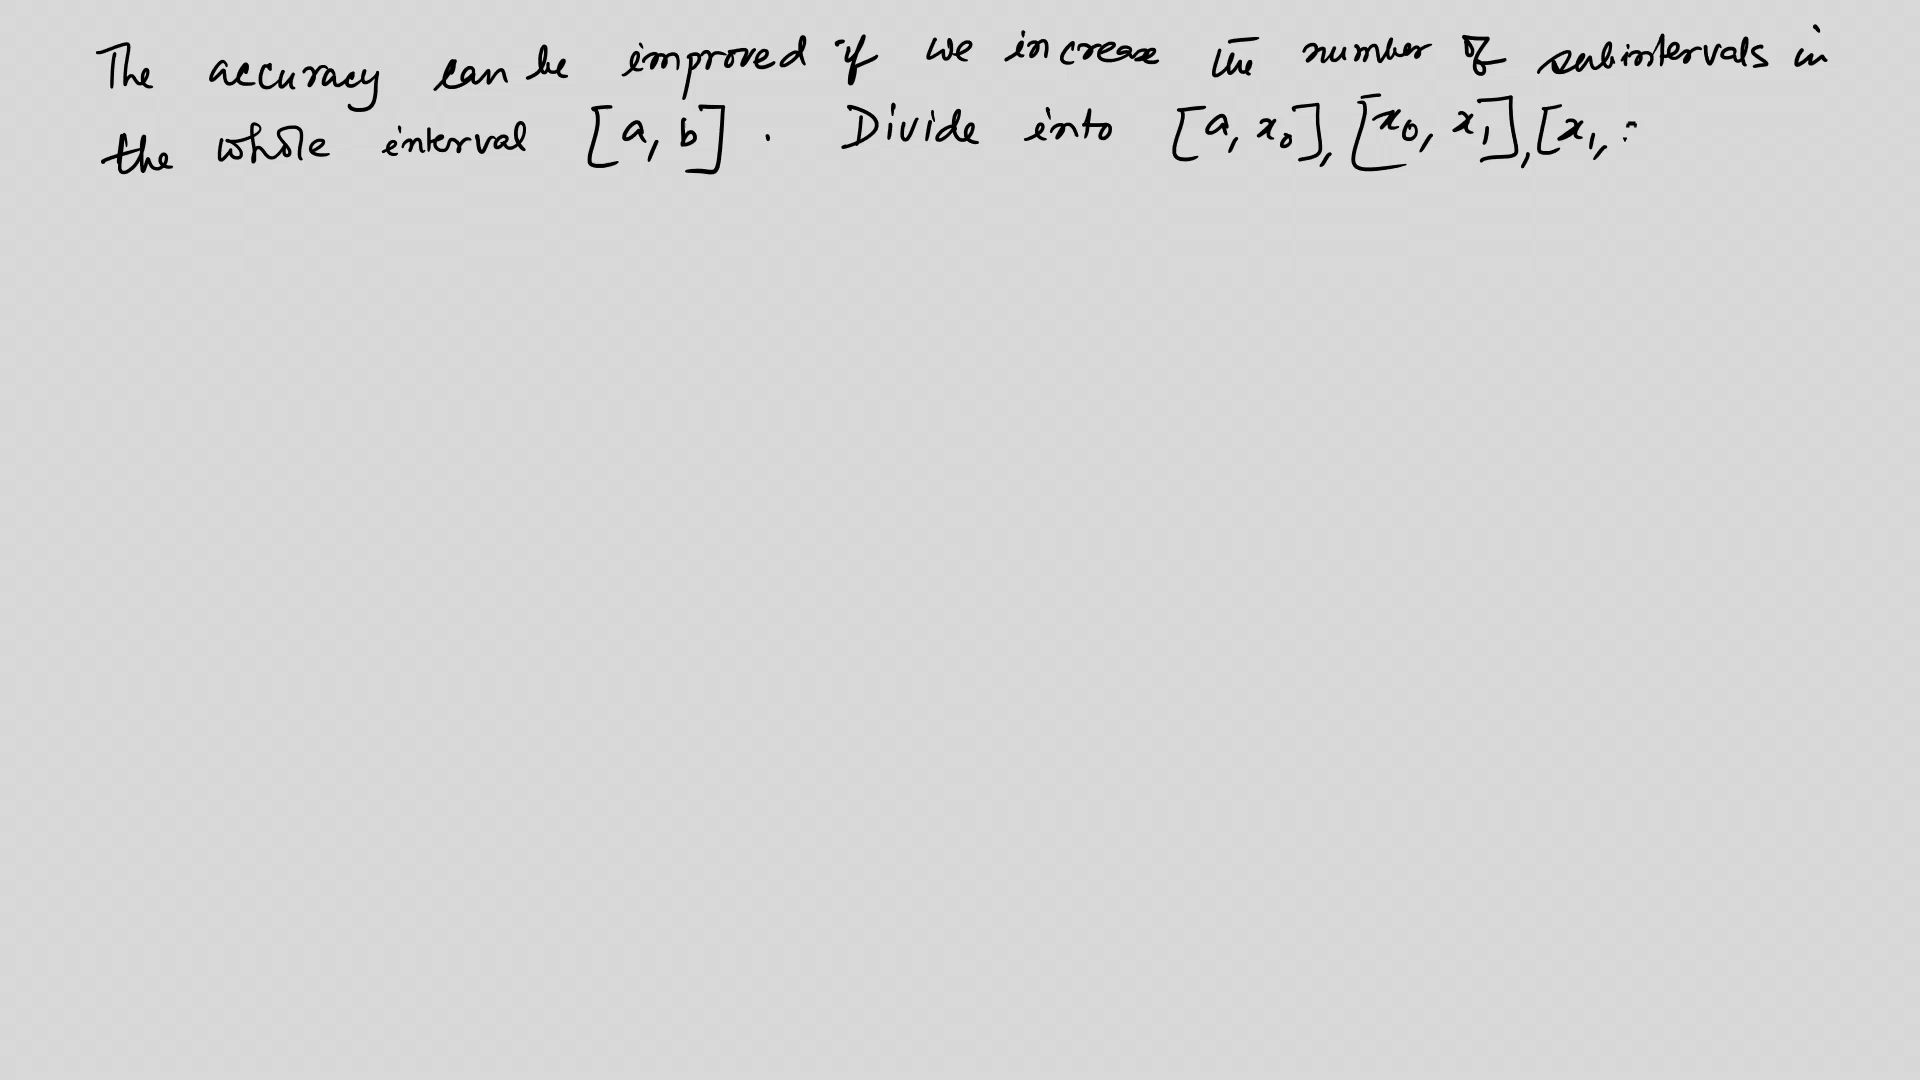 The accuracy can be improved if we increase the number of subintervals in
the whole interval [a, b]. Divide into [a, x₀], [x₀, x₁], [x₁,